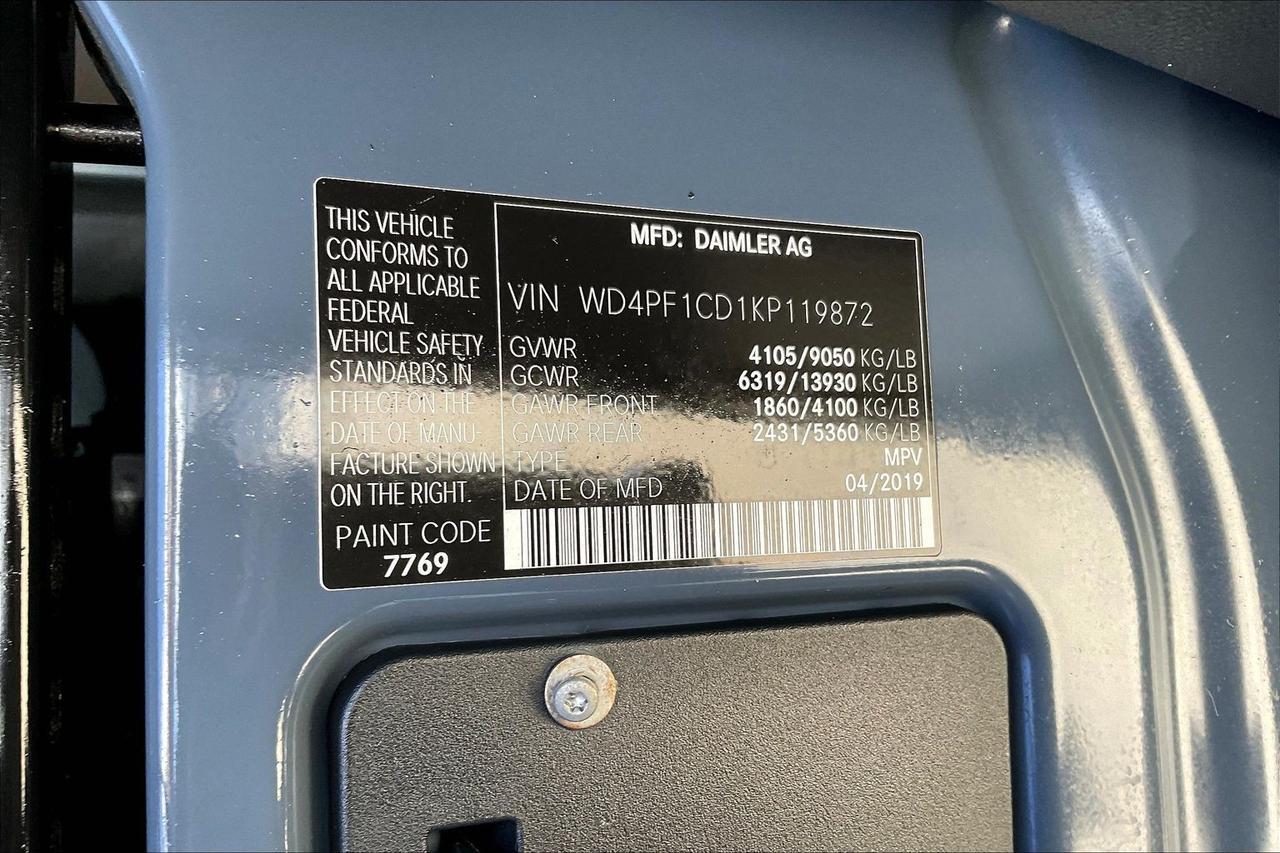 THIS VEHICLE
CONFORMS TO
ALL APPLICABLE
FEDERAL
VEHICLE SAFETY
STANDARDS IN
EFFECT ON THE
DATE OF MANU-
FACTURE SHOWN
ON THE RIGHT.
PAINT CODE
7769
MFD: DAIMLER AG
VIN WD4PF1CD1KP119872
GVWR 4105/9050 KG/LB
GCWR 6319/13930 KG/LB
GAWR FRONT 1860/4100 KG/LB
GAWR REAR 2431/5360 KG/LB
TYPE MPV
DATE OF MFD 04/2019